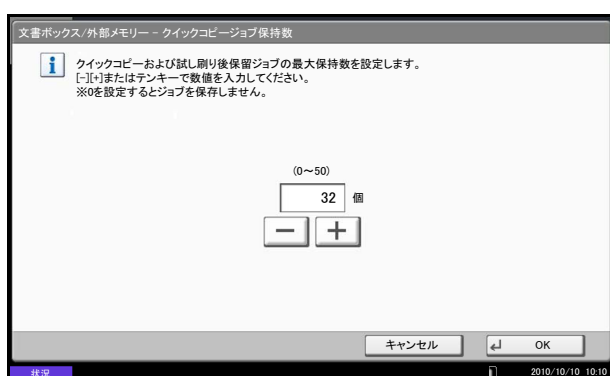 文書ボックス/外部メモリー - クイックコピージョブ保持数
クイックコピーおよび試し刷り後保留ジョブの最大保持数を設定します。
[-][+]またはテンキーで数値を入力してください。
※0を設定するとジョブを保存しません。
(0～50)
32 個
キャンセル
OK
状況
2010/10/10 10:10